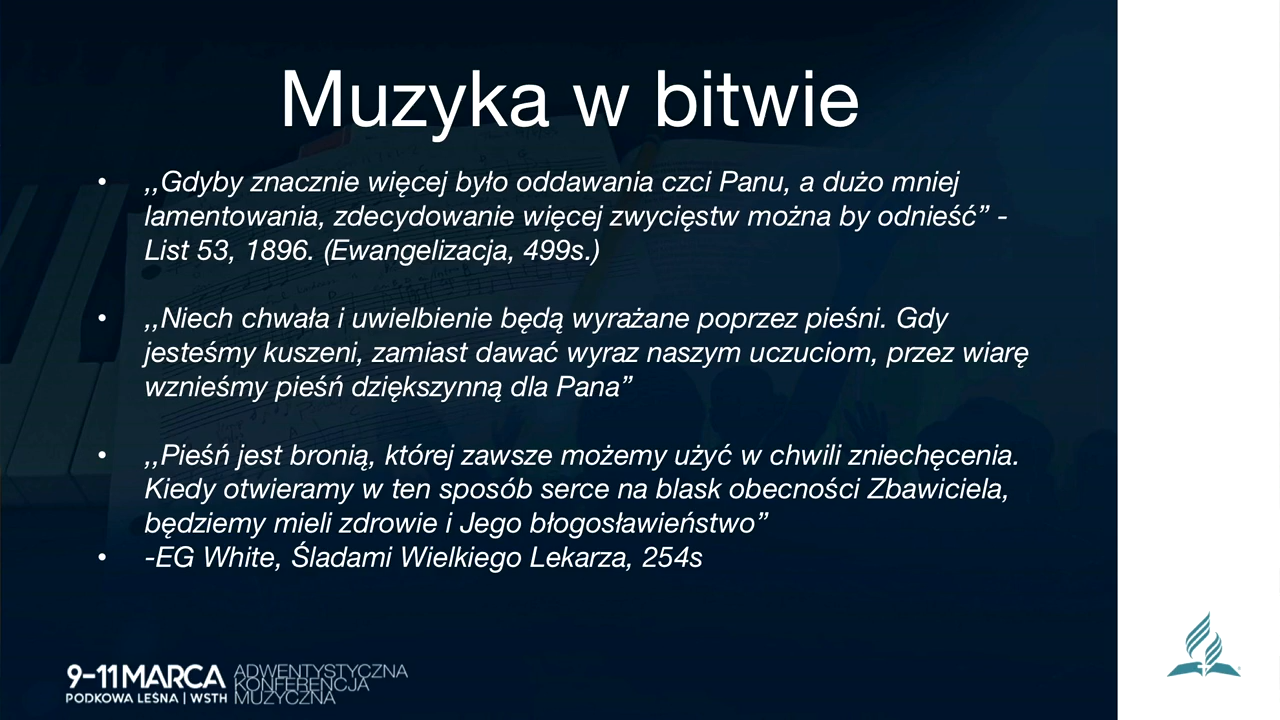 Muzyka w bitwie
• ,,Gdyby znacznie więcej było oddawania czci Panu, a dużo mniej
lamentowania, zdecydowanie więcej zwycięstw można by odnieść” -
List 53, 1896. (Ewangelizacja, 499s.)
• ,,Niech chwała i uwielbienie będą wyrażane poprzez pieśni. Gdy
jesteśmy kuszeni, zamiast dawać wyraz naszym uczuciom, przez wiarę
wznieśmy pieśń dziększynną dla Pana”
• ,,Pieśń jest bronią, której zawsze możemy użyć w chwili zniechęcenia.
Kiedy otwieramy w ten sposób serce na blask obecności Zbawiciela,
będziemy mieli zdrowie i Jego błogosławieństwo”
• -EG White, Śladami Wielkiego Lekarza, 254s
9-11 MARCA
PODKOWA LEŚNA | WSTH
ADWENTYSTYCZNA
KONFERENCJA
MUZYCZNA